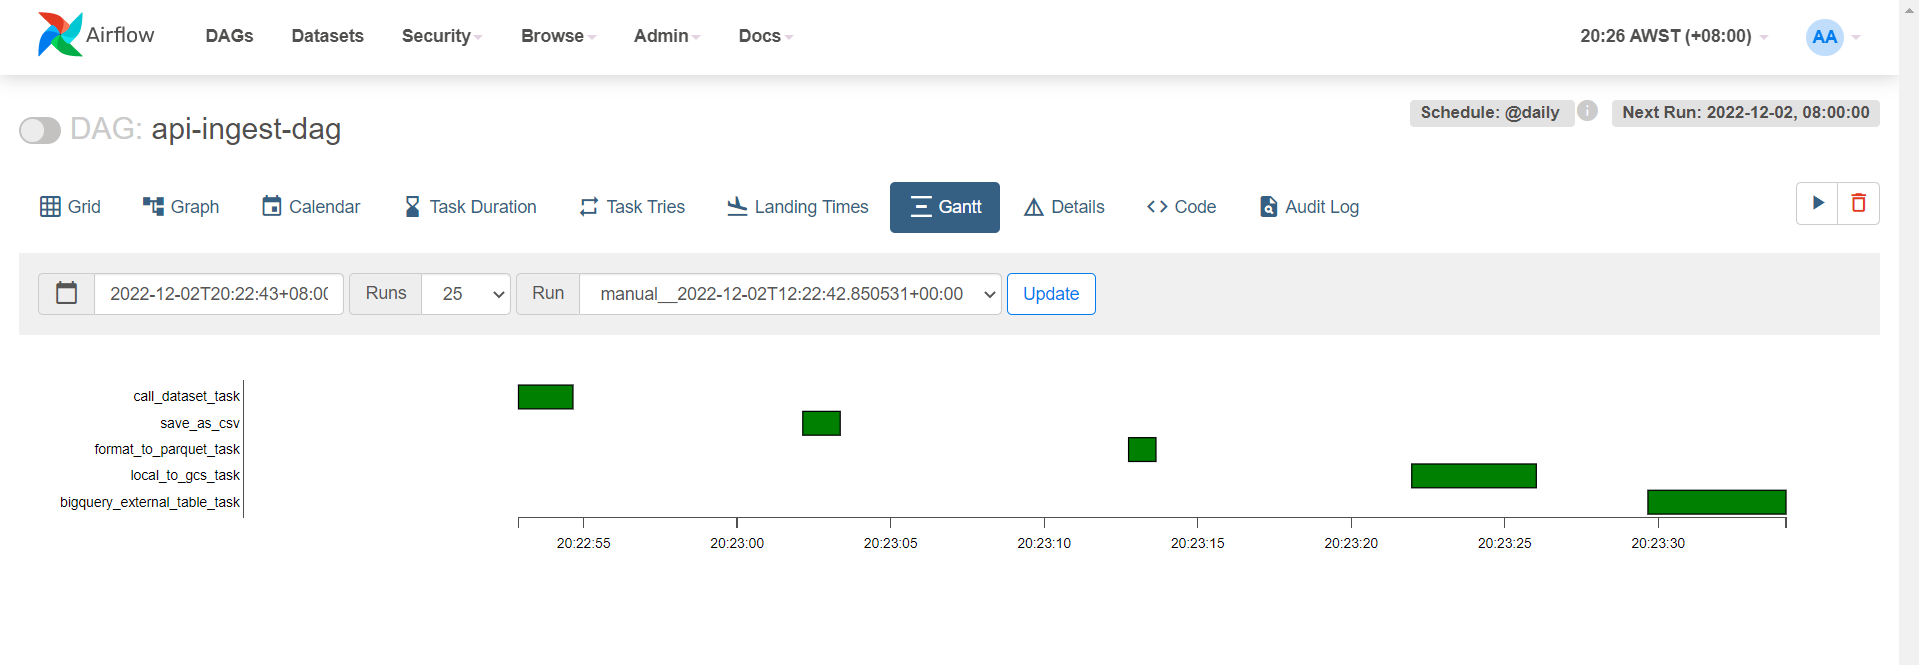 Airflow DAGs Datasets Security Browse Admin Docs 20:26 AWST (+08:00) AA
DAG: api-ingest-dag Schedule: @daily i Next Run: 2022-12-02, 08:00:00
Grid Graph Calendar Task Duration Task Tries Landing Times Gantt Details Code Audit Log
2022-12-02T20:22:43+08:00 Runs 25 Run manual__2022-12-02T12:22:42.850531+00:00 Update
call_dataset_task
save_as_csv
format_to_parquet_task
local_to_gcs_task
bigquery_external_table_task
20:22:55 20:23:00 20:23:05 20:23:10 20:23:15 20:23:20 20:23:25 20:23:30